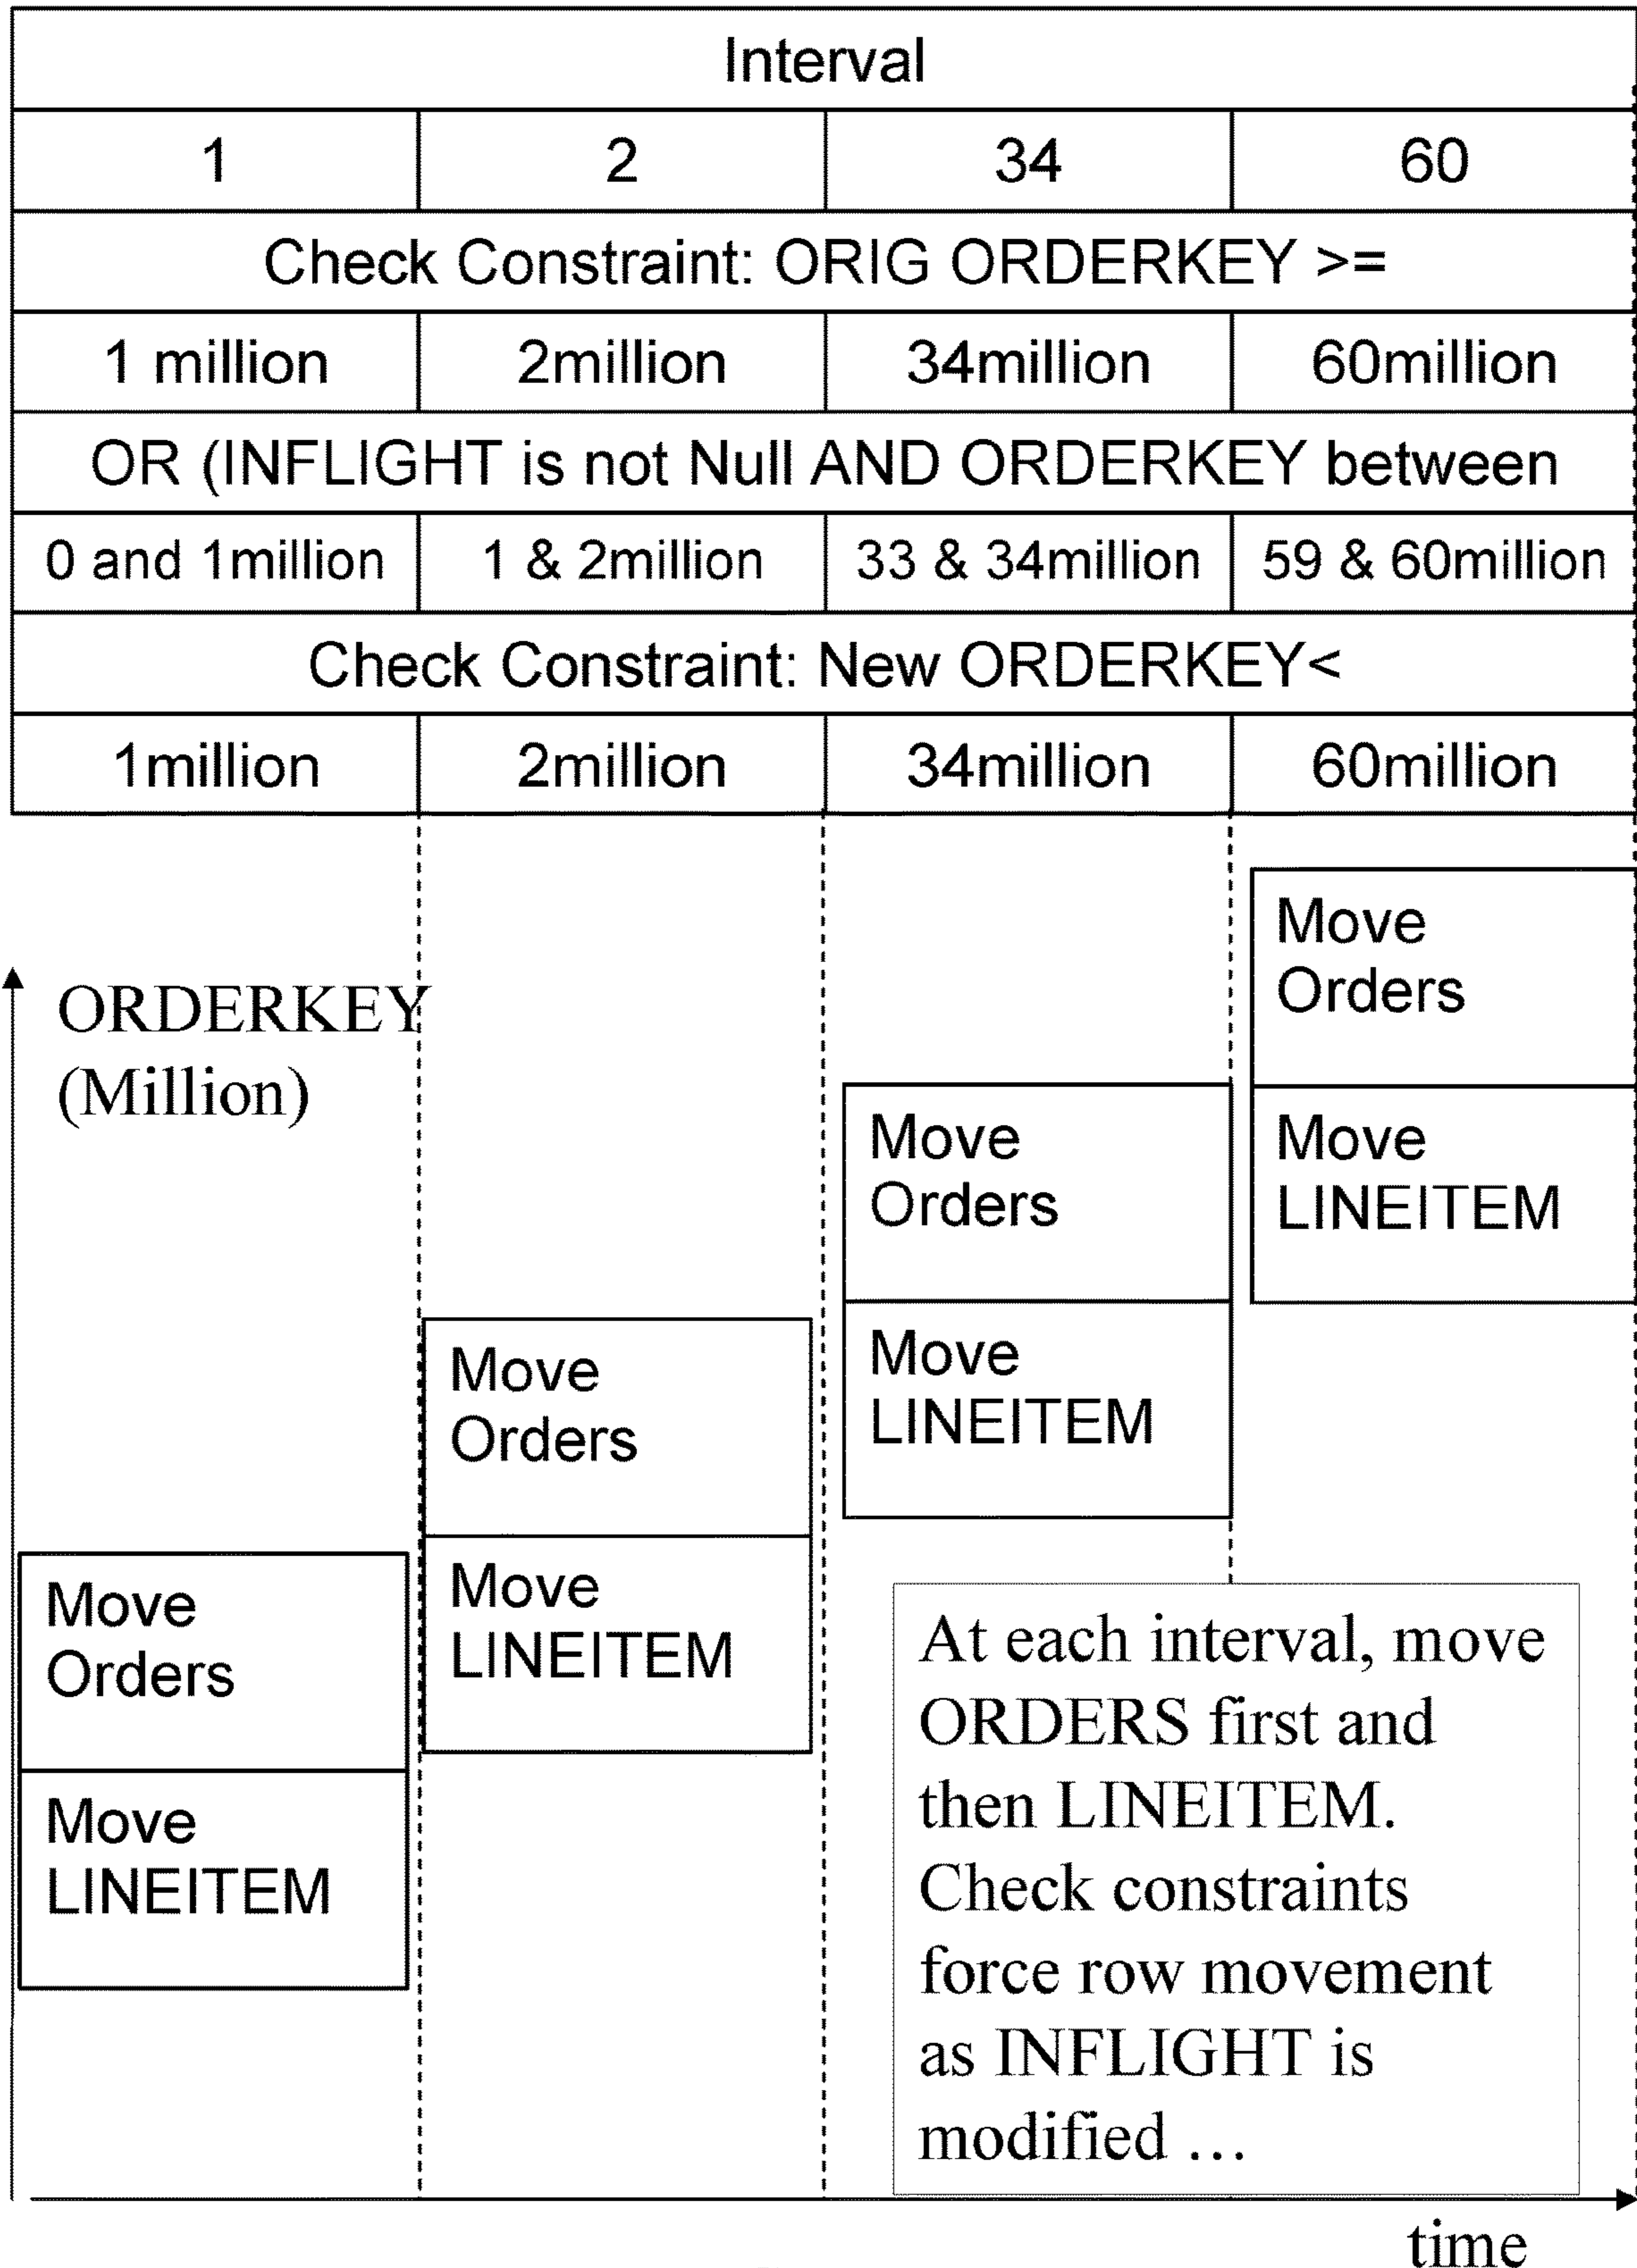 Interval
1 2 34 60
Check Constraint: ORIG ORDERKEY >=
1 million 2million 34million 60million
OR (INFLIGHT is not Null AND ORDERKEY between
0 and 1million 1 & 2million 33 & 34million 59 & 60million
Check Constraint: New ORDERKEY<
1million 2million 34million 60million
ORDERKEY
(Million)
Move
Orders
Move
LINEITEM
Move
Orders
Move
LINEITEM
Move
Orders
Move
LINEITEM
Move
Orders
Move
LINEITEM
At each interval, move
ORDERS first and
then LINEITEM.
Check constraints
force row movement
as INFLIGHT is
modified …
time